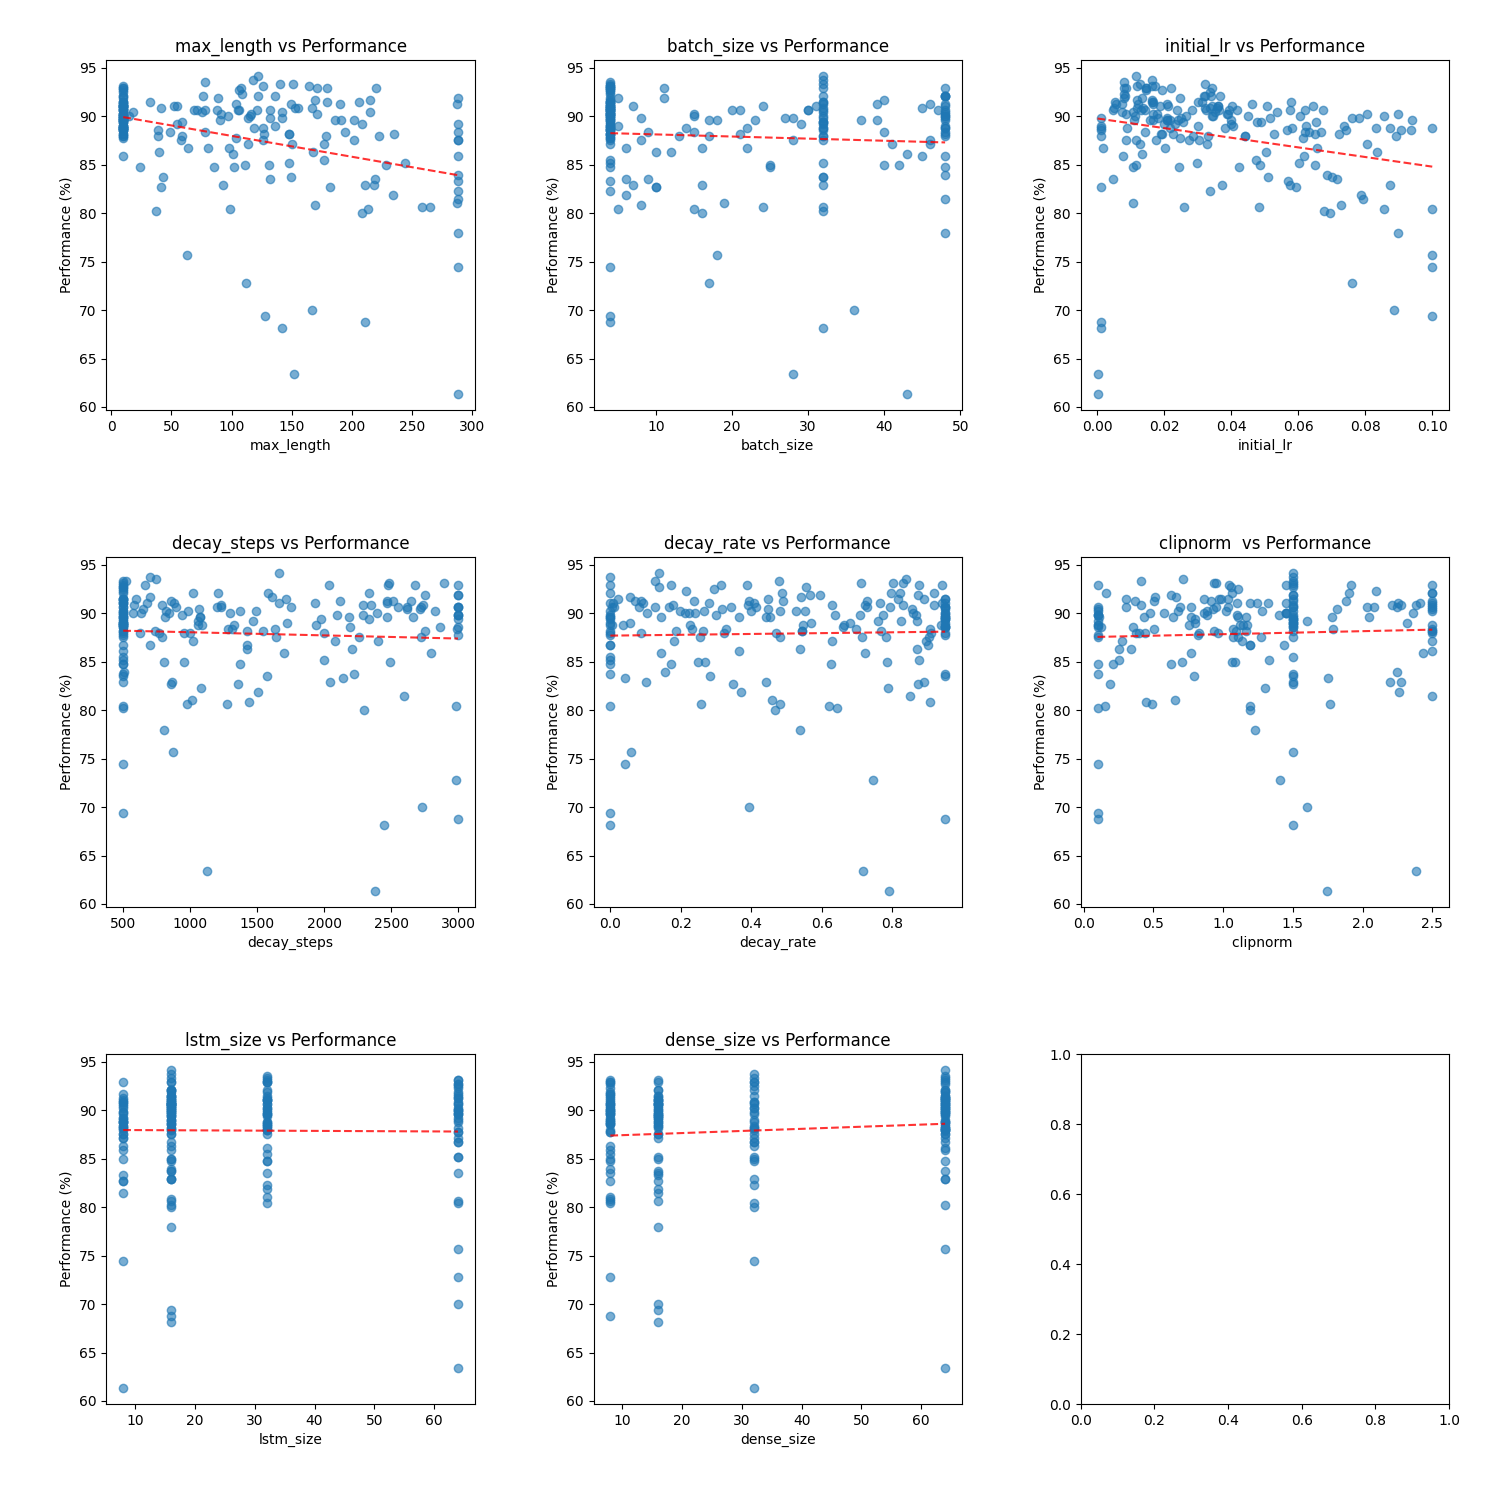 max_length vs Performance
95
90
85
80
75
70
65
60
Performance (%)
0 50 100 150 200 250 300
max_length
batch_size vs Performance
95
90
85
80
75
70
65
60
Performance (%)
10 20 30 40 50
batch_size
initial_lr vs Performance
95
90
85
80
75
70
65
60
Performance (%)
0.00 0.02 0.04 0.06 0.08 0.10
initial_lr
decay_steps vs Performance
95
90
85
80
75
70
65
60
Performance (%)
500 1000 1500 2000 2500 3000
decay_steps
decay_rate vs Performance
95
90
85
80
75
70
65
60
Performance (%)
0.0 0.2 0.4 0.6 0.8
decay_rate
clipnorm  vs Performance
95
90
85
80
75
70
65
60
Performance (%)
0.0 0.5 1.0 1.5 2.0 2.5
clipnorm
lstm_size vs Performance
95
90
85
80
75
70
65
60
Performance (%)
10 20 30 40 50 60
lstm_size
dense_size vs Performance
95
90
85
80
75
70
65
60
Performance (%)
10 20 30 40 50 60
dense_size
1.0
0.8
0.6
0.4
0.2
0.0
0.0 0.2 0.4 0.6 0.8 1.0